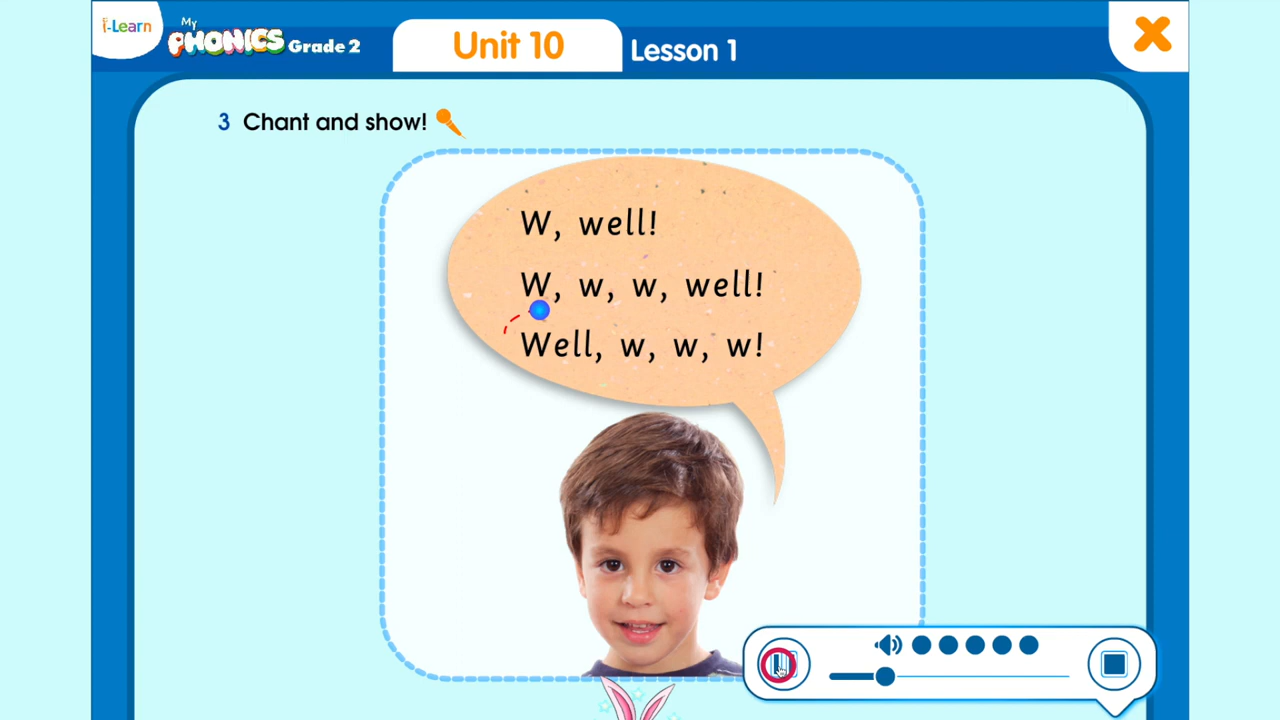 i-Learn
My
PHONICS Grade 2
Unit 10
Lesson 1
3 Chant and show!
W, well!
W, w, w, well!
Well, w, w, w!